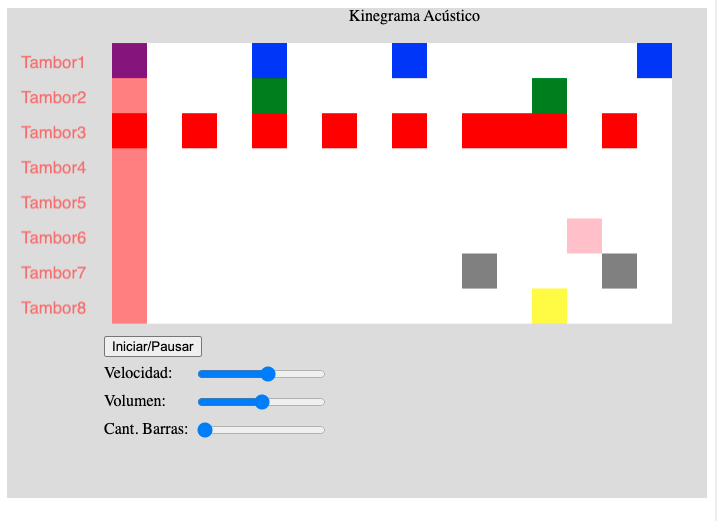 Kinegrama Acústico
Tambor1
Tambor2
Tambor3
Tambor4
Tambor5
Tambor6
Tambor7
Tambor8
Iniciar/Pausar
Velocidad:
Volumen:
Cant. Barras: